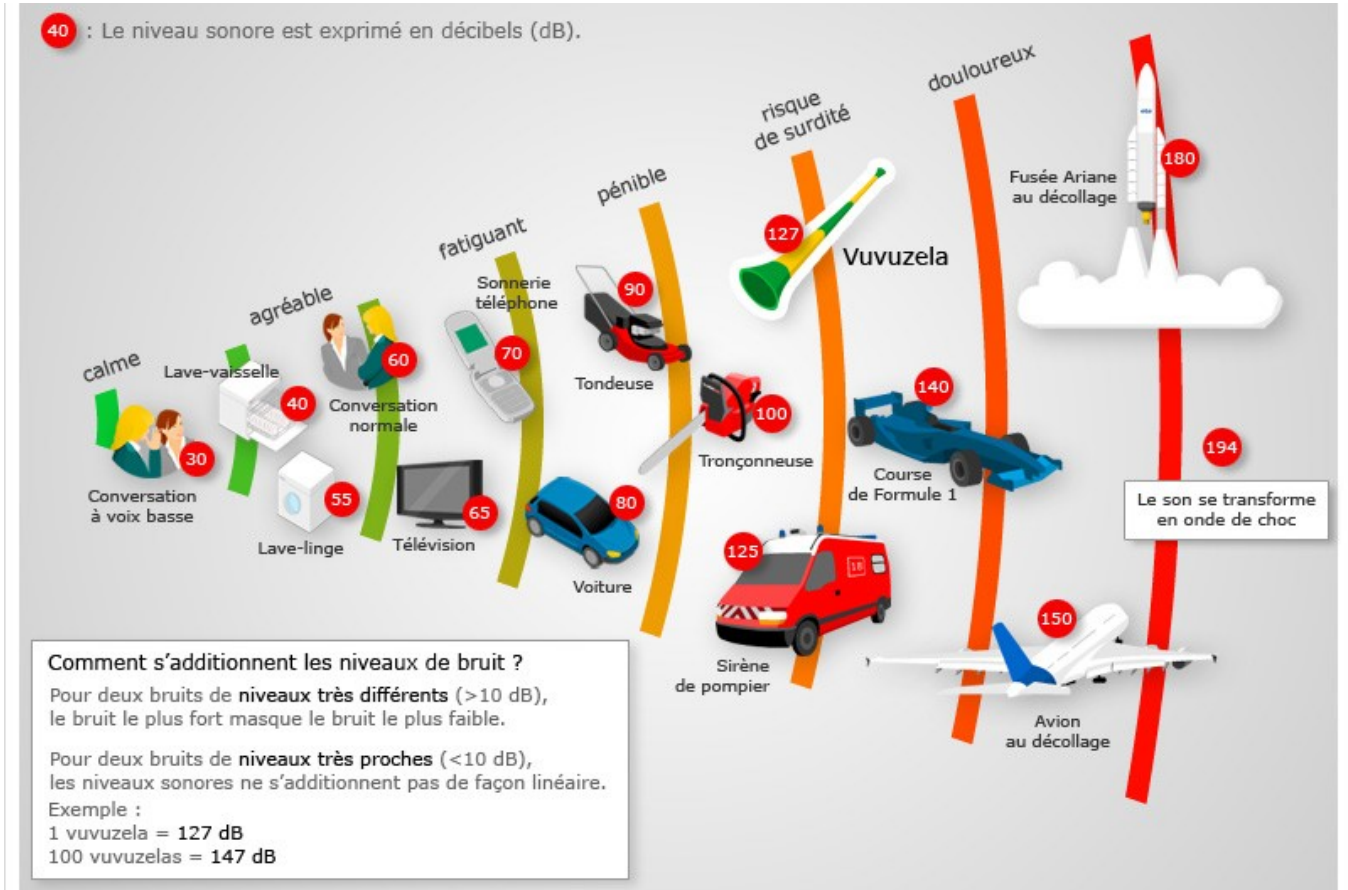 40 : Le niveau sonore est exprimé en décibels (dB).
calme
30
Conversation
à voix basse
Lave-vaisselle
40
agréable
55
Lave-linge
60
Conversation
normale
65
Télévision
fatiguant
Sonnerie
téléphone
70
80
Voiture
pénible
90
Tondeuse
100
Tronçonneuse
risque
de surdité
127
Vuvuzela
125
18
Sirène
de pompier
douloureux
140
Course
de Formule 1
150
Avion
au décollage
Fusée Ariane
au décollage
180
194
Le son se transforme
en onde de choc
Comment s’additionnent les niveaux de bruit ?
Pour deux bruits de niveaux très différents (>10 dB),
le bruit le plus fort masque le bruit le plus faible.
Pour deux bruits de niveaux très proches (<10 dB),
les niveaux sonores ne s’additionnent pas de façon linéaire.
Exemple :
1 vuvuzela = 127 dB
100 vuvuzelas = 147 dB